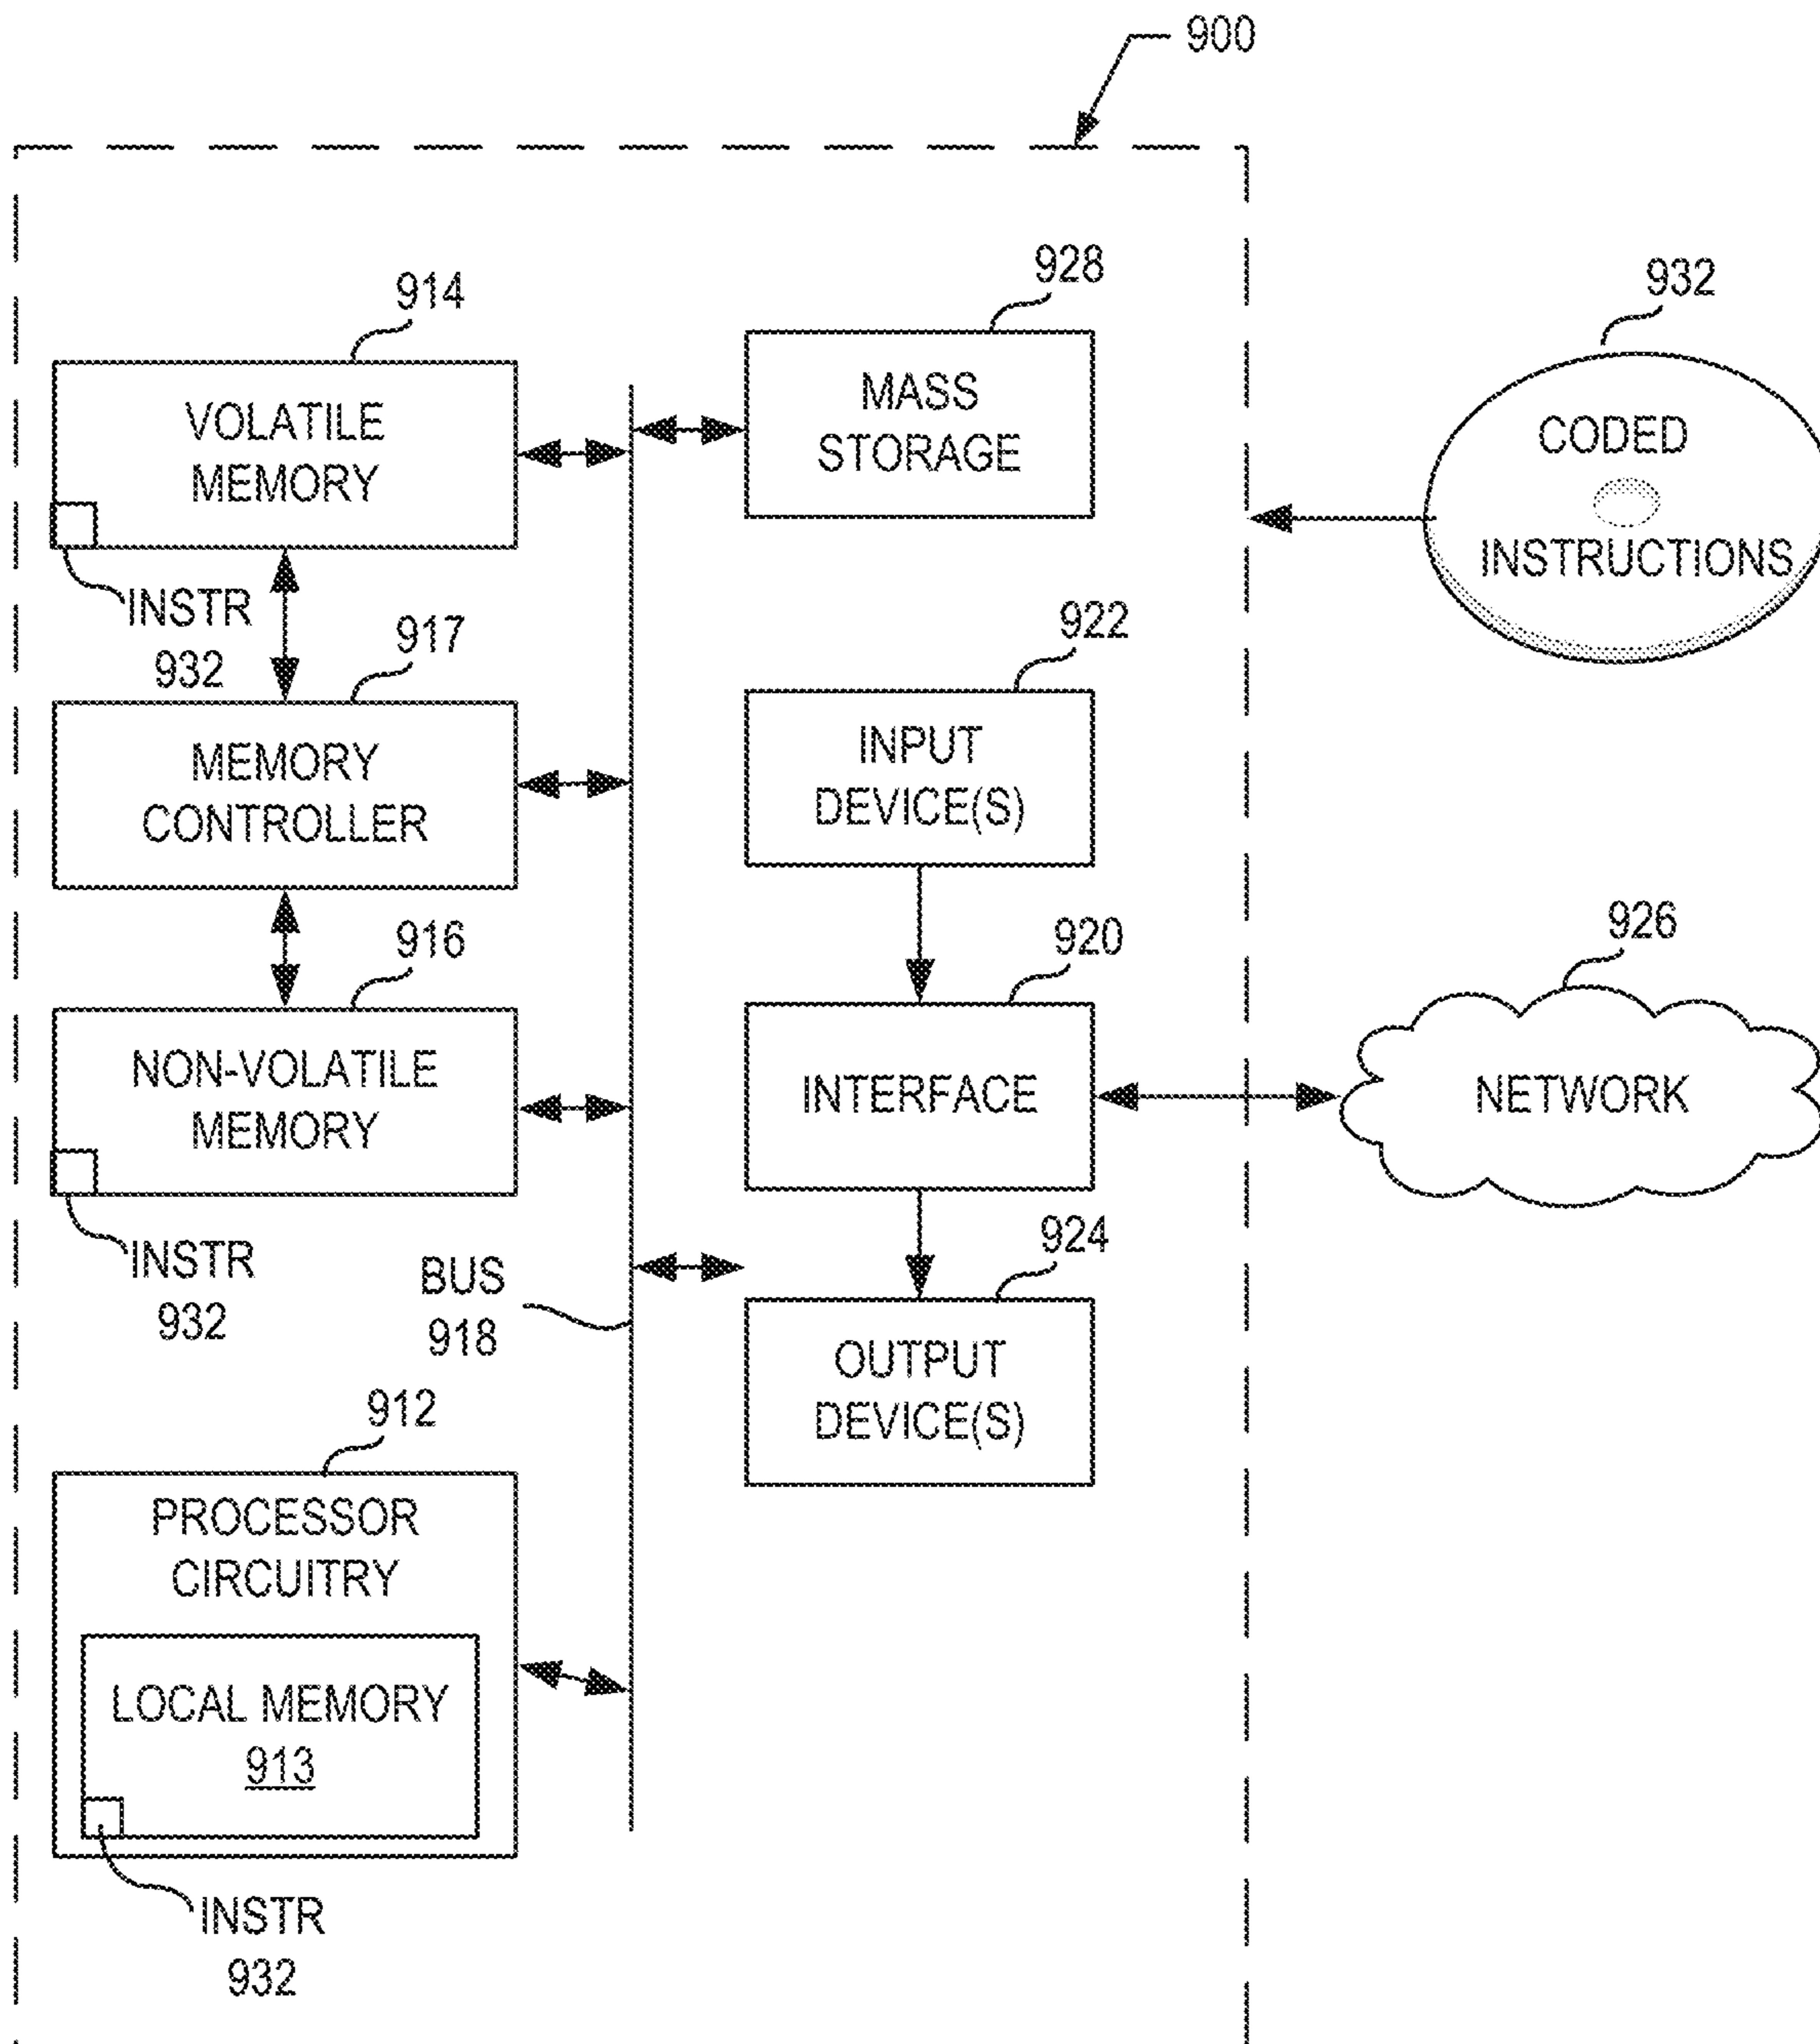 900
914
VOLATILE
MEMORY
INSTR
932
917
MEMORY
CONTROLLER
916
NON-VOLATILE
MEMORY
INSTR
932
BUS
918
912
PROCESSOR
CIRCUITRY
LOCAL MEMORY
913
INSTR
932
928
MASS
STORAGE
922
INPUT
DEVICE(S)
920
INTERFACE
924
OUTPUT
DEVICE(S)
932
CODED
INSTRUCTIONS
926
NETWORK